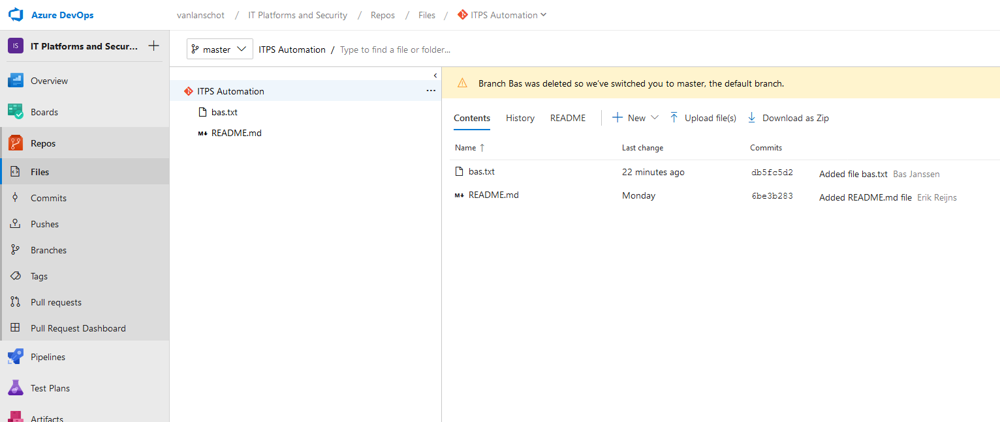 Azure DevOps
vanlanschot / IT Platforms and Security / Repos / Files / ITPS Automation
IS IT Platforms and Secur... +
master ITPS Automation / Type to find a file or folder...
Overview
Boards
Repos
Files
Commits
Pushes
Branches
Tags
Pull requests
Pull Request Dashboard
Pipelines
Test Plans
Artifacts
ITPS Automation ...
bas.txt
README.md
Branch Bas was deleted so we've switched you to master, the default branch.
Contents History README New Upload file(s) Download as Zip
Name ↑ Last change Commits
bas.txt 22 minutes ago db5fc5d2 Added file bas.txt Bas Janssen
README.md Monday 6be3b283 Added README.md file Erik Reijns